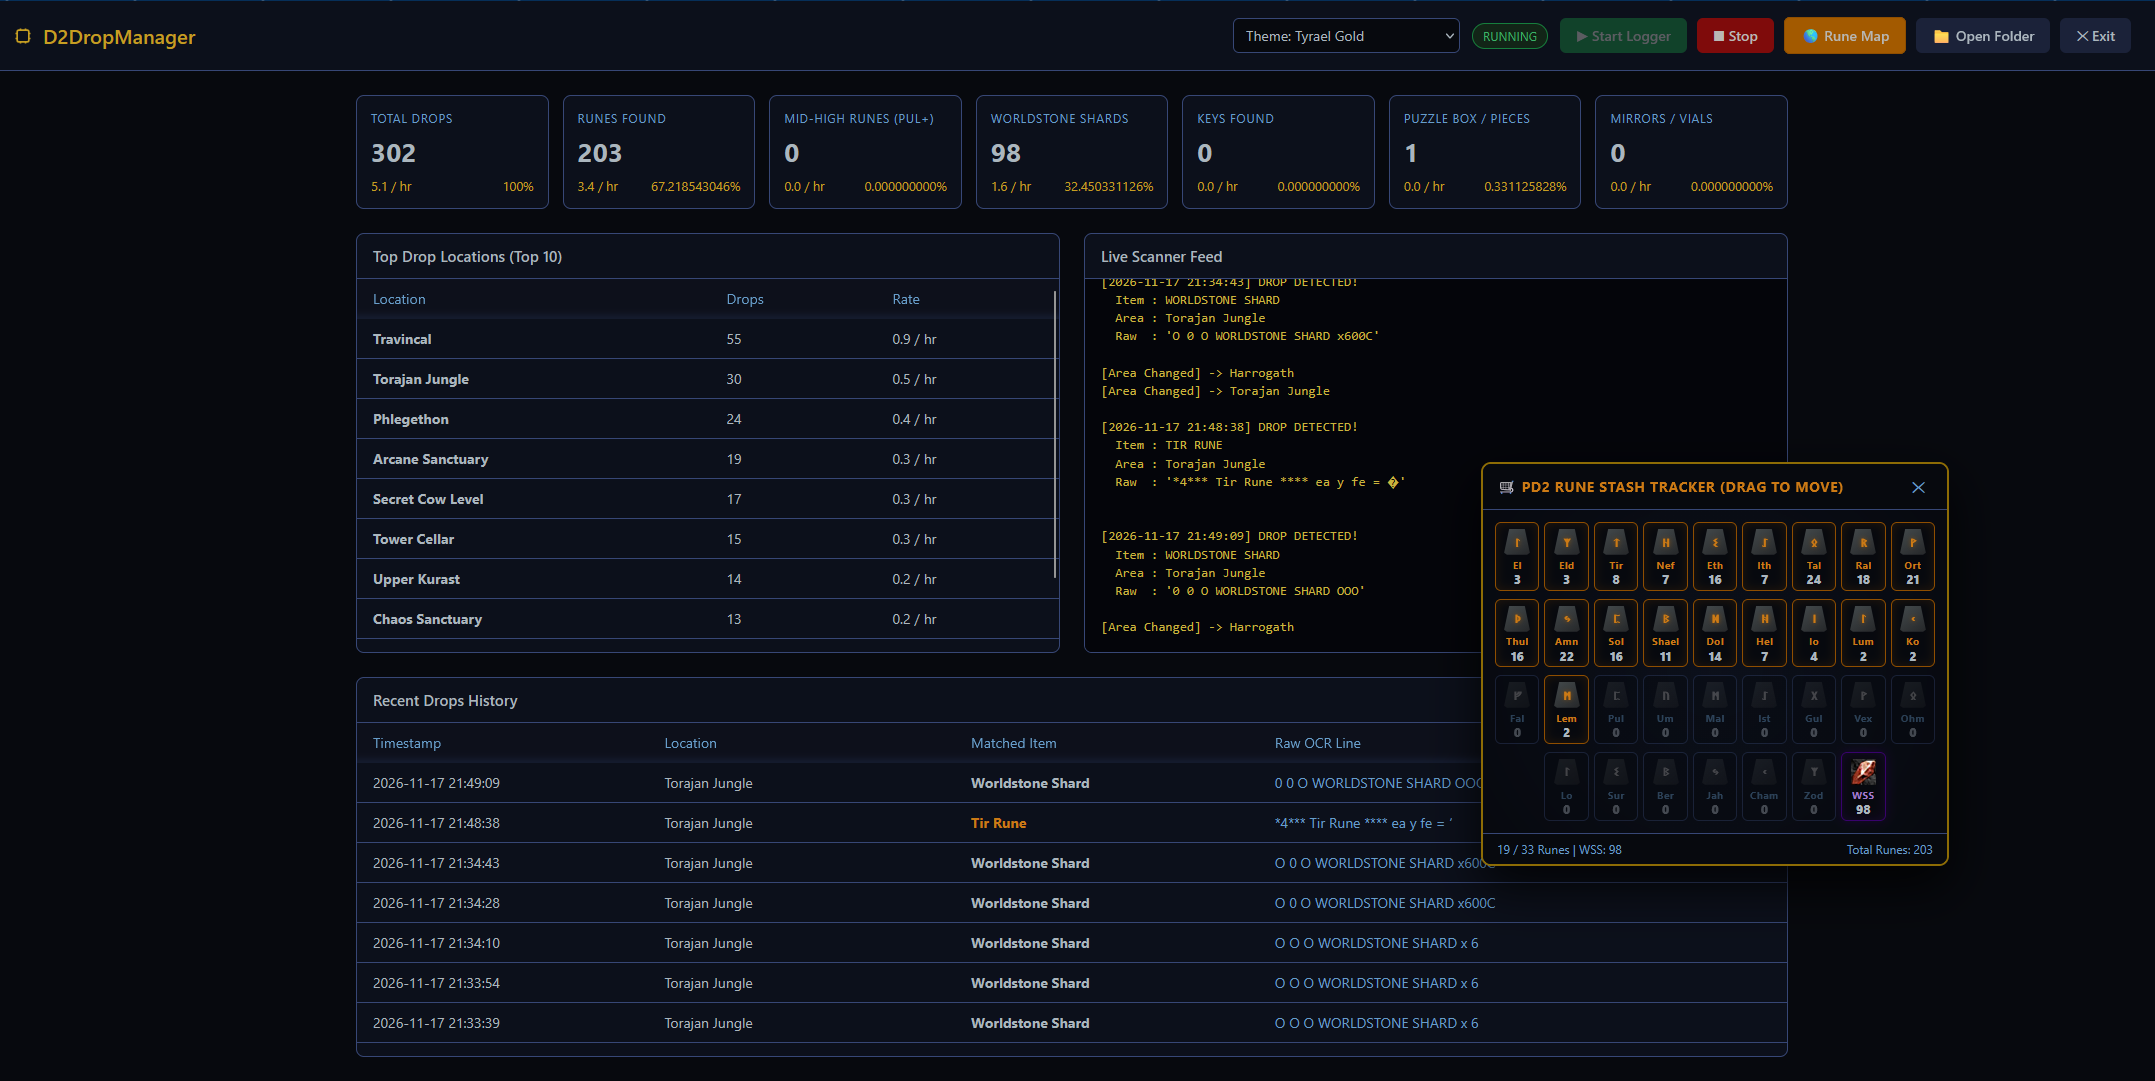 D2DropManager
Theme: Tyrael Gold
RUNNING
▶ Start Logger
Stop
Rune Map
Open Folder
Exit
TOTAL DROPS
302
5.1 / hr 100%
RUNES FOUND
203
3.4 / hr 67.218543046%
MID-HIGH RUNES (PUL+)
0
0.0 / hr 0.000000000%
WORLDSTONE SHARDS
98
1.6 / hr 32.450331126%
KEYS FOUND
0
0.0 / hr 0.000000000%
PUZZLE BOX / PIECES
1
0.0 / hr 0.331125828%
MIRRORS / VIALS
0
0.0 / hr 0.000000000%
Top Drop Locations (Top 10)
Location Drops Rate
Travincal 55 0.9 / hr
Torajan Jungle 30 0.5 / hr
Phlegethon 24 0.4 / hr
Arcane Sanctuary 19 0.3 / hr
Secret Cow Level 17 0.3 / hr
Tower Cellar 15 0.3 / hr
Upper Kurast 14 0.2 / hr
Chaos Sanctuary 13 0.2 / hr
Live Scanner Feed
[2026-11-17 21:34:43] DROP DETECTED!
Item : WORLDSTONE SHARD
Area : Torajan Jungle
Raw : 'O 0 O WORLDSTONE SHARD x600C'
[Area Changed] -> Harrogath
[Area Changed] -> Torajan Jungle
[2026-11-17 21:48:38] DROP DETECTED!
Item : TIR RUNE
Area : Torajan Jungle
Raw : '*4*** Tir Rune **** ea y fe = �'
[2026-11-17 21:49:09] DROP DETECTED!
Item : WORLDSTONE SHARD
Area : Torajan Jungle
Raw : '0 0 O WORLDSTONE SHARD OOO'
[Area Changed] -> Harrogath
PD2 RUNE STASH TRACKER (DRAG TO MOVE)
El Eld Tir Nef Eth Ith Tal Ral Ort
3 3 8 7 16 7 24 18 21
Thul Amn Sol Shael Dol Hel Io Lum Ko
16 22 16 11 14 7 4 2 2
Fal Lem Pul Um Mal Ist Gul Vex Ohm
0 2 0 0 0 0 0 0 0
Lo Sur Ber Jah Cham Zod WSS
0 0 0 0 0 0 98
19 / 33 Runes | WSS: 98 Total Runes: 203
Recent Drops History
Timestamp Location Matched Item Raw OCR Line
2026-11-17 21:49:09 Torajan Jungle Worldstone Shard 0 0 O WORLDSTONE SHARD OOO
2026-11-17 21:48:38 Torajan Jungle Tir Rune *4*** Tir Rune **** ea y fe = '
2026-11-17 21:34:43 Torajan Jungle Worldstone Shard O 0 O WORLDSTONE SHARD x600C
2026-11-17 21:34:28 Torajan Jungle Worldstone Shard O 0 O WORLDSTONE SHARD x600C
2026-11-17 21:34:10 Torajan Jungle Worldstone Shard O O O WORLDSTONE SHARD x 6
2026-11-17 21:33:54 Torajan Jungle Worldstone Shard O O O WORLDSTONE SHARD x 6
2026-11-17 21:33:39 Torajan Jungle Worldstone Shard O O O WORLDSTONE SHARD x 6